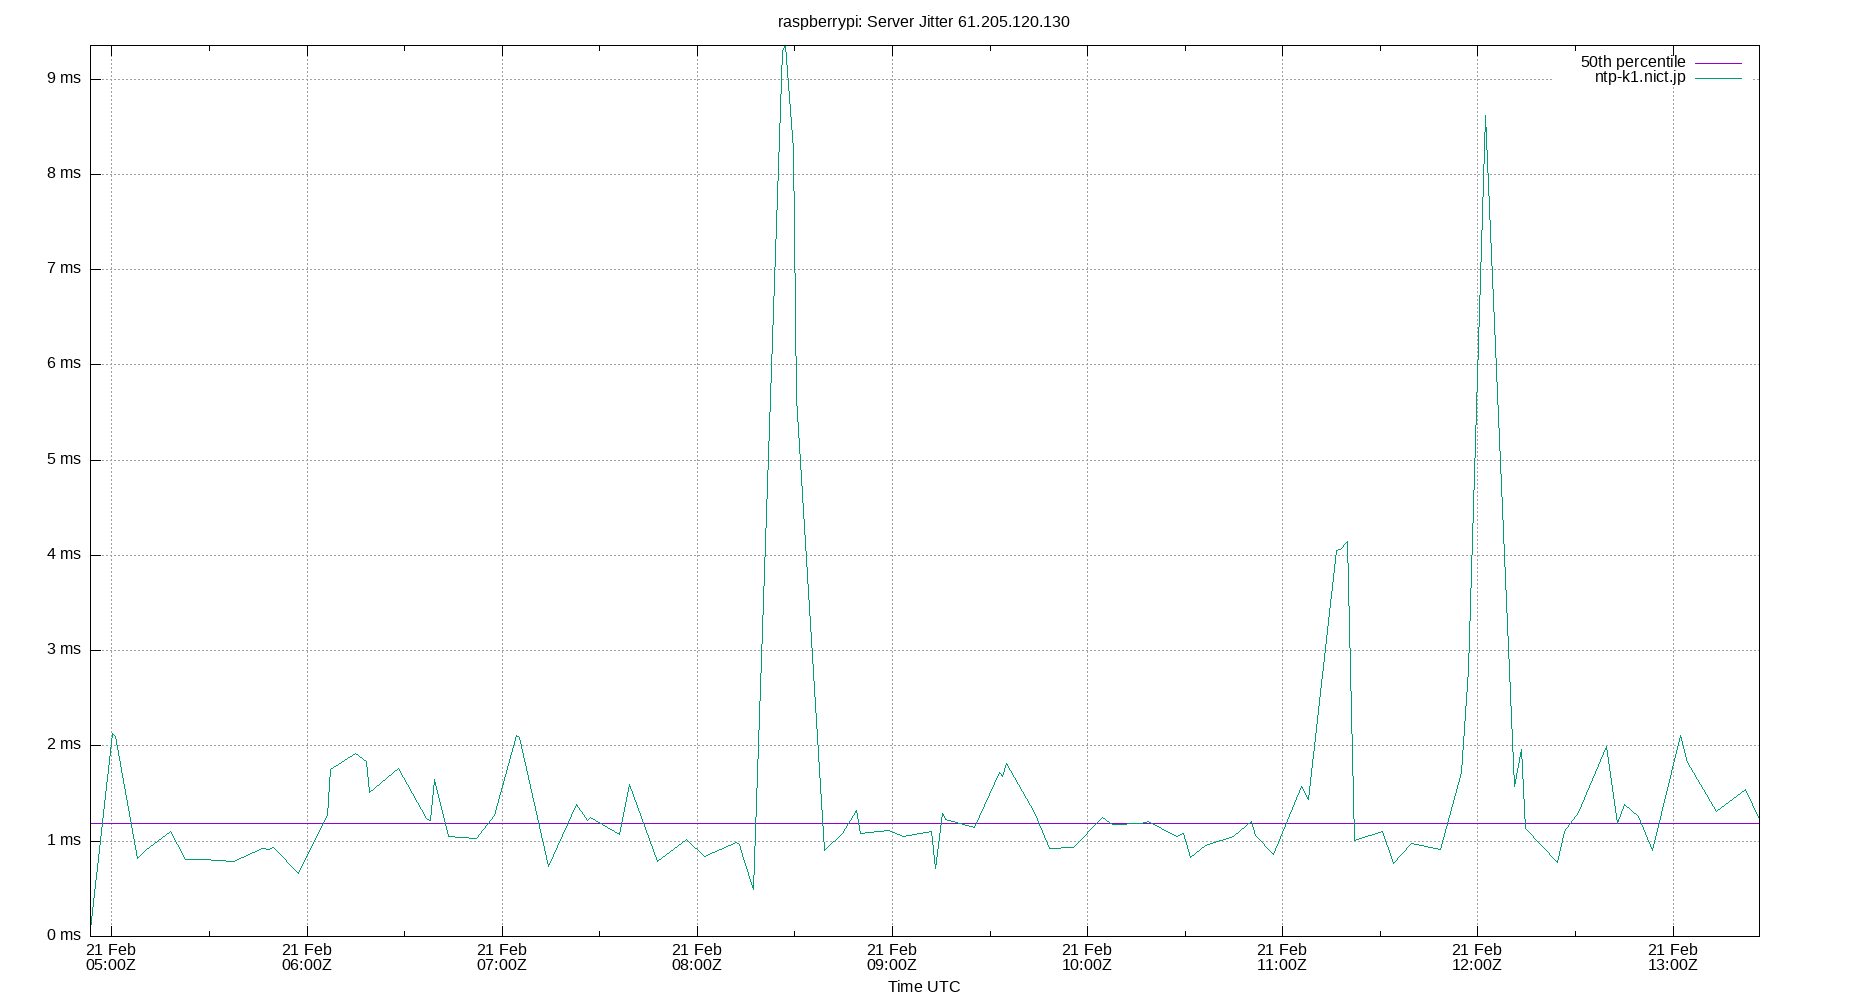 raspberrypi: Server Jitter 61.205.120.130
50th percentile
ntp-k1.nict.jp
9 ms
8 ms
7 ms
6 ms
5 ms
4 ms
3 ms
2 ms
1 ms
0 ms
21 Feb 21 Feb 21 Feb 21 Feb 21 Feb 21 Feb 21 Feb 21 Feb 21 Feb
05:00Z 06:00Z 07:00Z 08:00Z 09:00Z 10:00Z 11:00Z 12:00Z 13:00Z
Time UTC